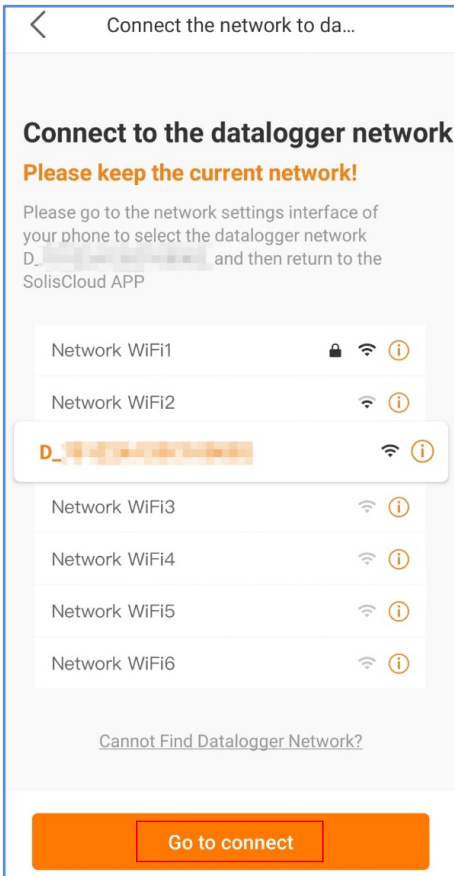 Connect the network to da...
Connect to the datalogger network
Please keep the current network!
Please go to the network settings interface of
your phone to select the datalogger network
D_ and then return to the
SolisCloud APP
Network WiFi1
Network WiFi2
D_
Network WiFi3
Network WiFi4
Network WiFi5
Network WiFi6
Cannot Find Datalogger Network?
Go to connect